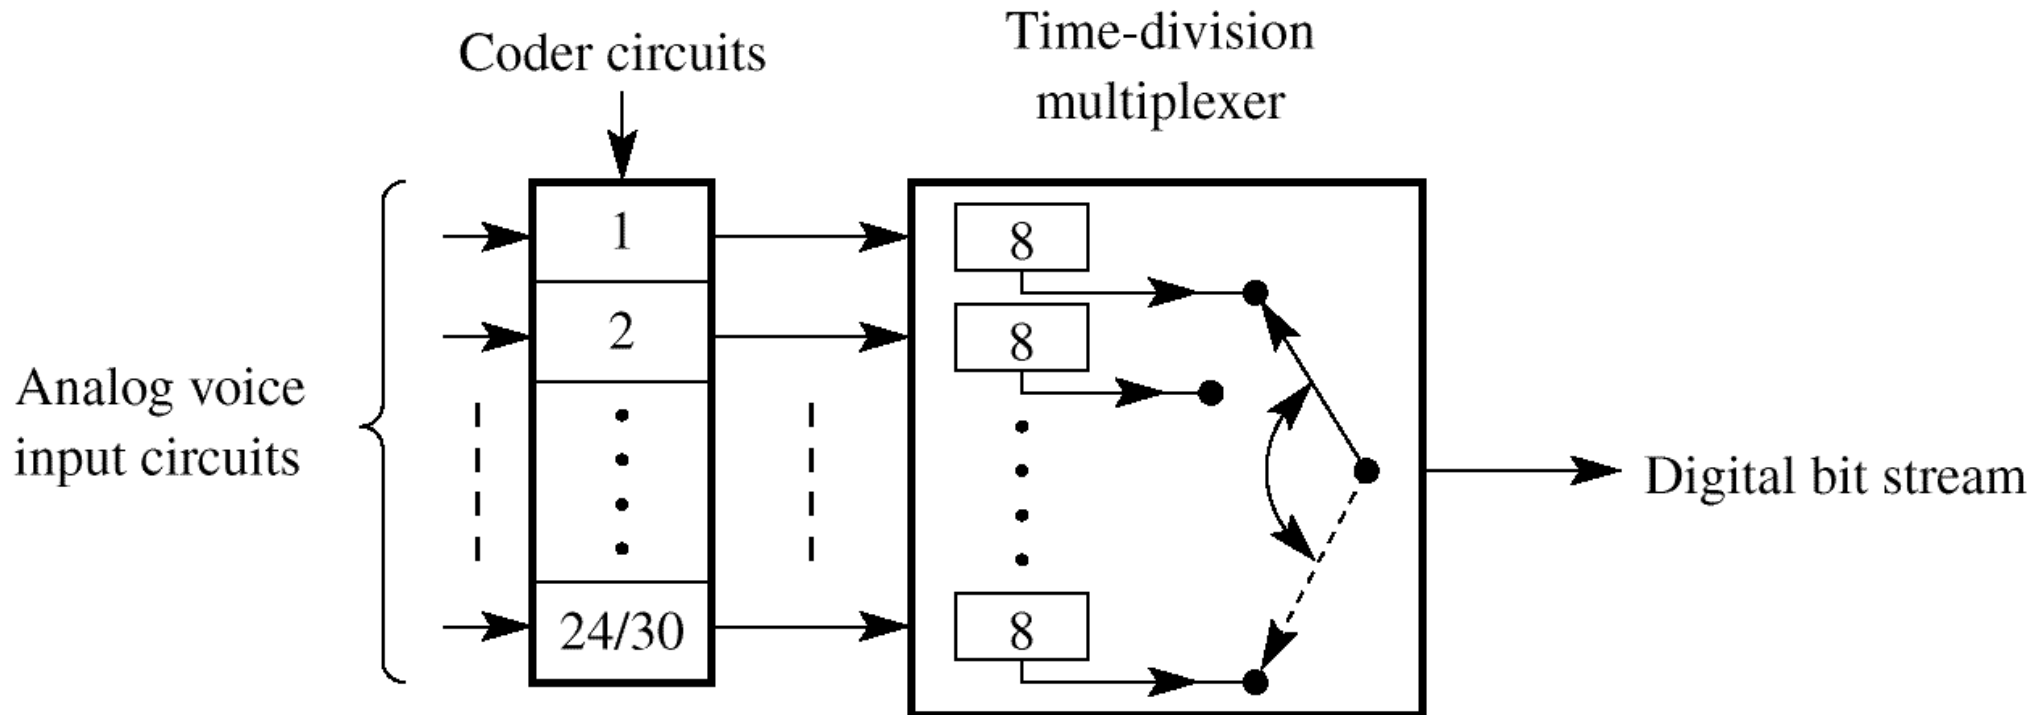 Coder circuits
Time-division
multiplexer
1
2
24/30
8
8
8
Analog voice
input circuits
Digital bit stream